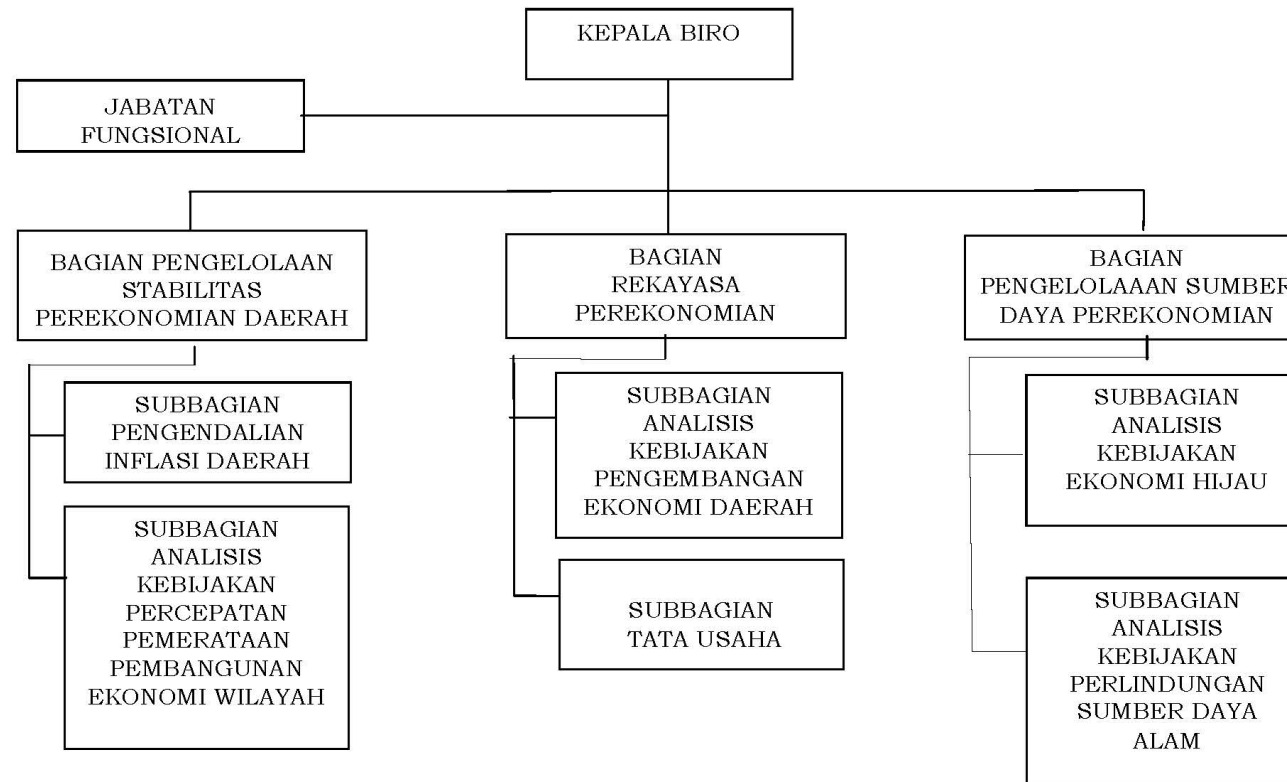 KEPALA BIRO
JABATAN
FUNGSIONAL
BAGIAN PENGELOLAAN
STABILITAS
PEREKONOMIAN DAERAH
BAGIAN
REKAYASA
PEREKONOMIAN
BAGIAN
PENGELOLAAAN SUMBER
DAYA PEREKONOMIAN
SUBBAGIAN
PENGENDALIAN
INFLASI DAERAH
SUBBAGIAN
ANALISIS
KEBIJAKAN
PERCEPATAN
PEMERATAAN
PEMBANGUNAN
EKONOMI WILAYAH
SUBBAGIAN
ANALISIS
KEBIJAKAN
PENGEMBANGAN
EKONOMI DAERAH
SUBBAGIAN
TATA USAHA
SUBBAGIAN
ANALISIS
KEBIJAKAN
EKONOMI HIJAU
SUBBAGIAN
ANALISIS
KEBIJAKAN
PERLINDUNGAN
SUMBER DAYA
ALAM